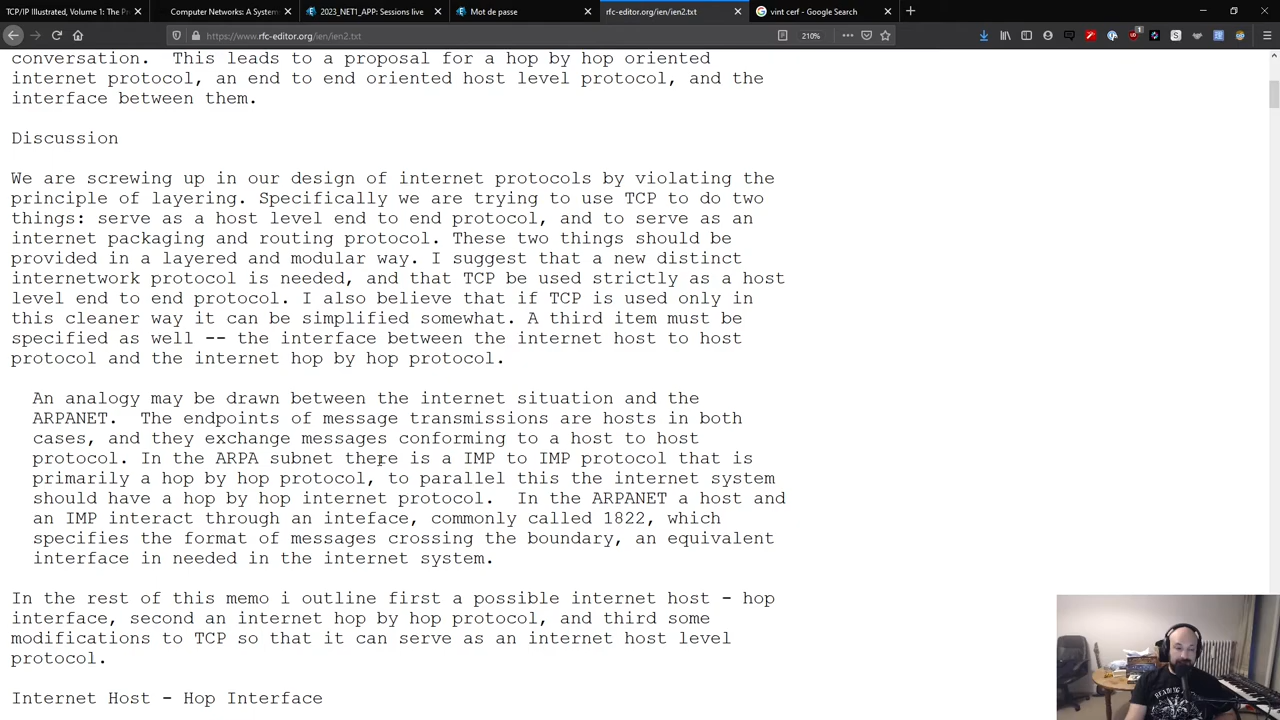 TCP/IP Illustrated, Volume 1: The Pr
Computer Networks: A System
2023_NET1_APP: Sessions live
Mot de passe
rfc-editor.org/ien/ien2.txt
vint cerf - Google Search
https://www.rfc-editor.org/ien/ien2.txt
210%
conversation.  This leads to a proposal for a hop by hop oriented
internet protocol, an end to end oriented host level protocol, and the
interface between them.
Discussion
We are screwing up in our design of internet protocols by violating the
principle of layering. Specifically we are trying to use TCP to do two
things: serve as a host level end to end protocol, and to serve as an
internet packaging and routing protocol. These two things should be
provided in a layered and modular way. I suggest that a new distinct
internetwork protocol is needed, and that TCP be used strictly as a host
level end to end protocol. I also believe that if TCP is used only in
this cleaner way it can be simplified somewhat. A third item must be
specified as well -- the interface between the internet host to host
protocol and the internet hop by hop protocol.
An analogy may be drawn between the internet situation and the
ARPANET.  The endpoints of message transmissions are hosts in both
cases, and they exchange messages conforming to a host to host
protocol. In the ARPA subnet there is a IMP to IMP protocol that is
primarily a hop by hop protocol, to parallel this the internet system
should have a hop by hop internet protocol.  In the ARPANET a host and
an IMP interact through an inteface, commonly called 1822, which
specifies the format of messages crossing the boundary, an equivalent
interface in needed in the internet system.
In the rest of this memo i outline first a possible internet host - hop
interface, second an internet hop by hop protocol, and third some
modifications to TCP so that it can serve as an internet host level
protocol.
Internet Host - Hop Interface